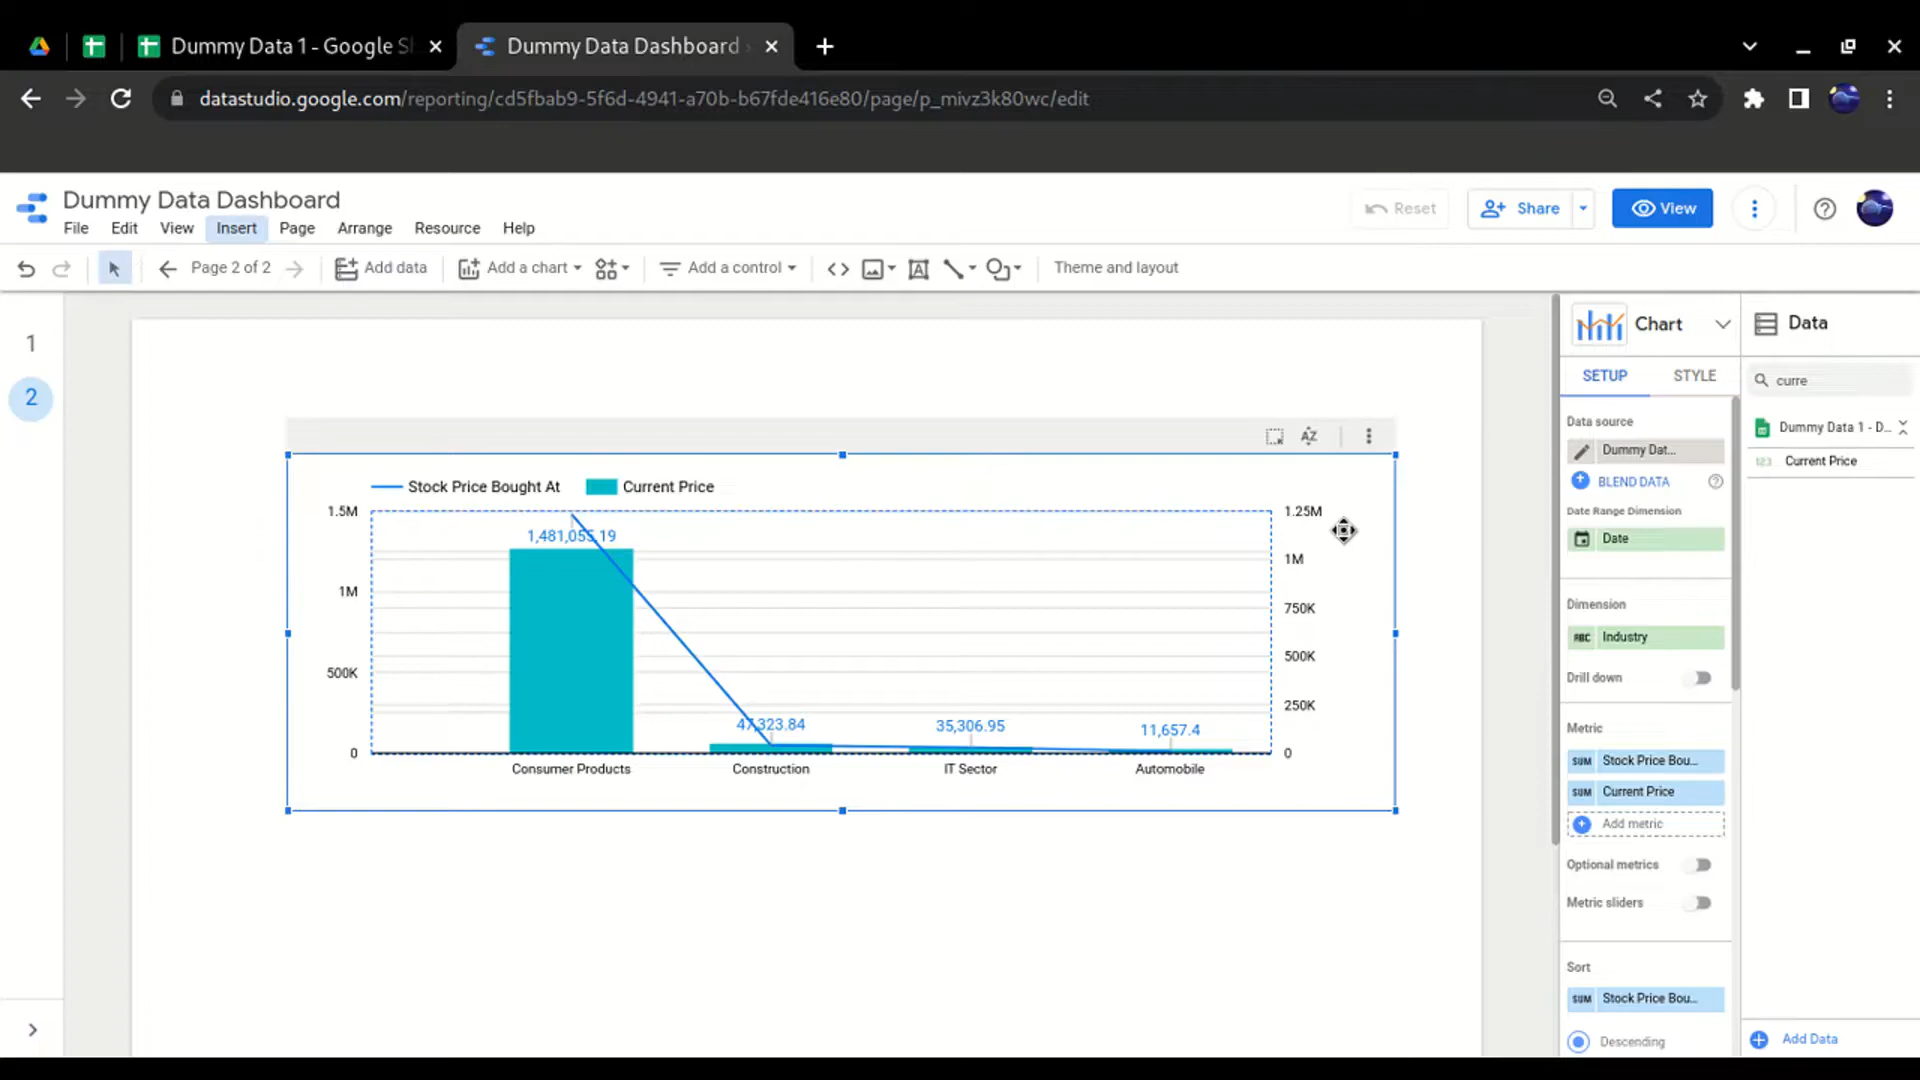 Dummy Data 1 - Google S
Dummy Data Dashboard
datastudio.google.com/reporting/cd5fbab9-5f6d-4941-a70b-b67fde416e80/page/p_mivz3k80wc/edit
Dummy Data Dashboard
File Edit View Insert Page Arrange Resource Help
Reset
Share
View
Page 2 of 2
Add data
Add a chart
Add a control
Theme and layout
1
2
Stock Price Bought At
Current Price
1.5M
1M
500K
0
1,481,055.19
47,323.84
35,306.95
11,657.4
1.25M
1M
750K
500K
250K
0
Consumer Products
Construction
IT Sector
Automobile
Chart
SETUP
STYLE
Data source
Dummy Dat...
BLEND DATA
Date Range Dimension
Date
Dimension
ABC Industry
Drill down
Metric
SUM Stock Price Bou...
SUM Current Price
Add metric
Optional metrics
Metric sliders
Sort
SUM Stock Price Bou...
Descending
Data
curre
Dummy Data 1 - D...
123 Current Price
Add Data